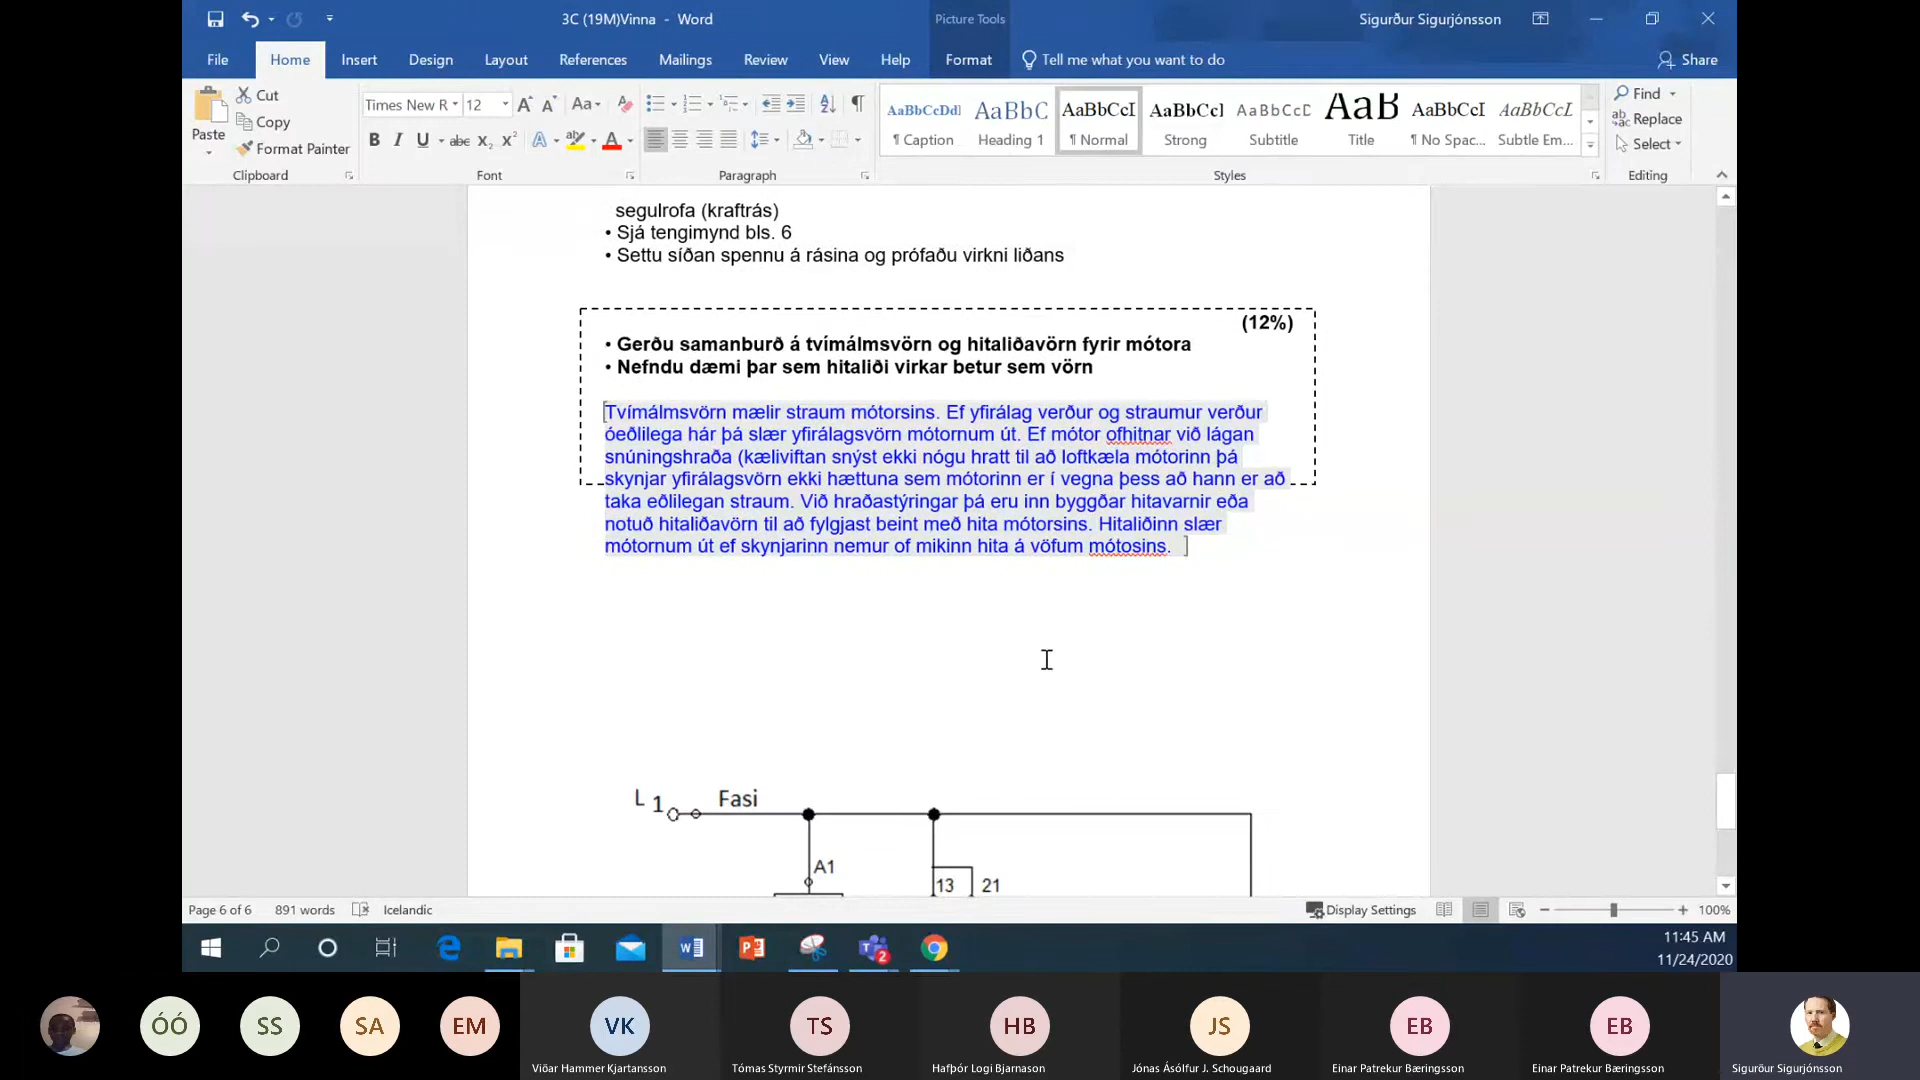 3C (19M)Vinna - Word
Picture Tools
Sigurður Sigurjónsson
File
Home
Insert
Design
Layout
References
Mailings
Review
View
Help
Format
Tell me what you want to do
Share
Paste
Cut
Copy
Format Painter
Clipboard
Times New R
12
Font
Paragraph
AaBbCcDdI
¶ Caption
AaBbC
Heading 1
AaBbCcI
¶ Normal
AaBbCcI
Strong
AaBbCcD
Subtitle
AaB
Title
AaBbCcI
¶ No Spac...
AaBbCcL
Subtle Em...
Styles
Find
Replace
Select
Editing
segulrofa (kraftrás)
• Sjá tengimynd bls. 6
• Settu síðan spennu á rásina og prófaðu virkni liðans
(12%)
• Gerðu samanburð á tvímálmsvörn og hitaliðavörn fyrir mótora
• Nefndu dæmi þar sem hitaliði virkar betur sem vörn
Tvímálmsvörn mælir straum mótorsins. Ef yfirálag verður og straumur verður
óeðlilega hár þá slær yfirálagsvörn mótornum út. Ef mótor ofhitnar við lágan
snúningshraða (kæliviftan snýst ekki nógu hratt til að loftkæla mótorinn þá
skynjar yfirálagsvörn ekki hættuna sem mótorinn er í vegna þess að hann er að
taka eðlilegan straum. Við hraðastýringar þá eru inn byggðar hitavarnir eða
notuð hitaliðavörn til að fylgjast beint með hita mótorsins. Hitaliðinn slær
mótornum út ef skynjarinn nemur of mikinn hita á vöfum mótosins.
L 1
Fasi
A1
13
21
Page 6 of 6
891 words
Icelandic
Display Settings
100%
11:45 AM
11/24/2020
2
ÓÓ
SS
SA
EM
VK
TS
HB
JS
EB
EB
Viðar Hammer Kjartansson
Tómas Styrmir Stefánsson
Hafþór Logi Bjarnason
Jónas Ásólfur J. Schougaard
Einar Patrekur Bæringsson
Einar Patrekur Bæringsson
Sigurður Sigurjónsson